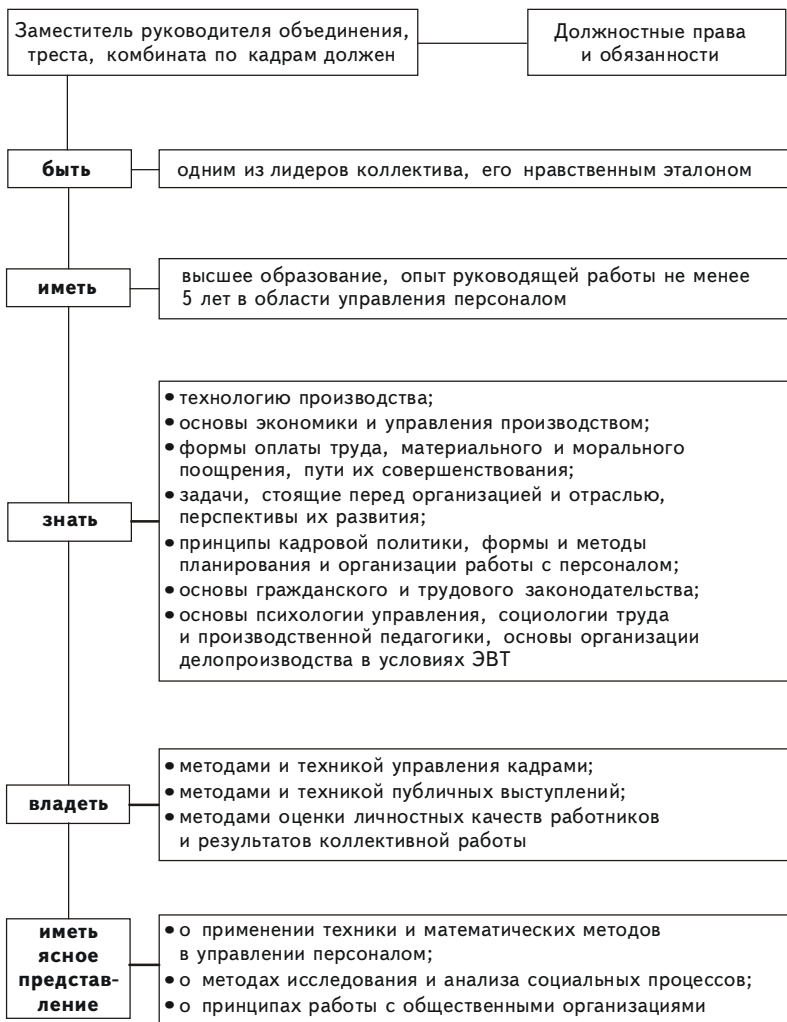 Заместитель руководителя объединения,
треста, комбината по кадрам должен
Должностные права
и обязанности
быть
одним из лидеров коллектива, его нравственным эталоном
иметь
высшее образование, опыт руководящей работы не менее
5 лет в области управления персоналом
знать
• технологию производства;
• основы экономики и управления производством;
• формы оплаты труда, материального и морального
поощрения, пути их совершенствования;
• задачи, стоящие перед организацией и отраслью,
перспективы их развития;
• принципы кадровой политики, формы и методы
планирования и организации работы с персоналом;
• основы гражданского и трудового законодательства;
• основы психологии управления, социологии труда
и производственной педагогики, основы организации
делопроизводства в условиях ЭВТ
владеть
• методами и техникой управления кадрами;
• методами и техникой публичных выступлений;
• методами оценки личностных качеств работников
и результатов коллективной работы
иметь
ясное
представ-
ление
• о применении техники и математических методов
в управлении персоналом;
• о методах исследования и анализа социальных процессов;
• о принципах работы с общественными организациями